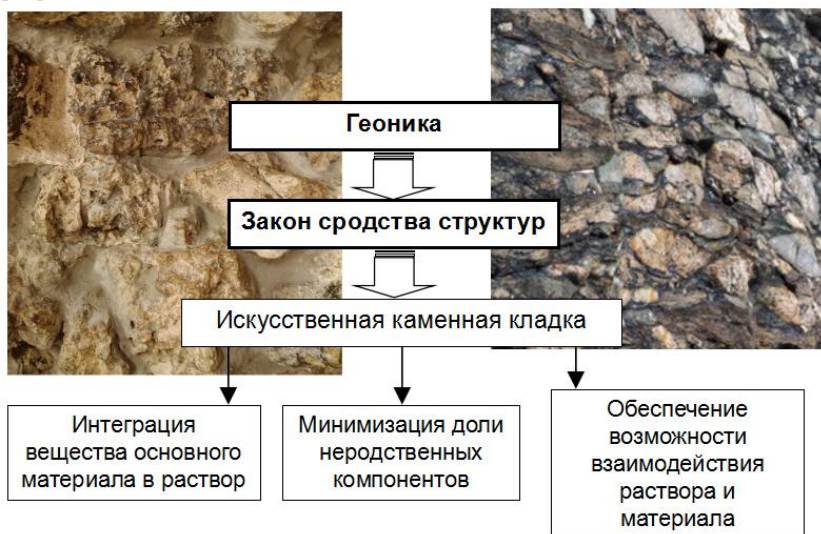 Геоника
Закон сродства структур
Искусственная каменная кладка
Интеграция
вещества основного
материала в раствор
Минимизация доли
неродственных
компонентов
Обеспечение
возможности
взаимодействия
раствора и
материала